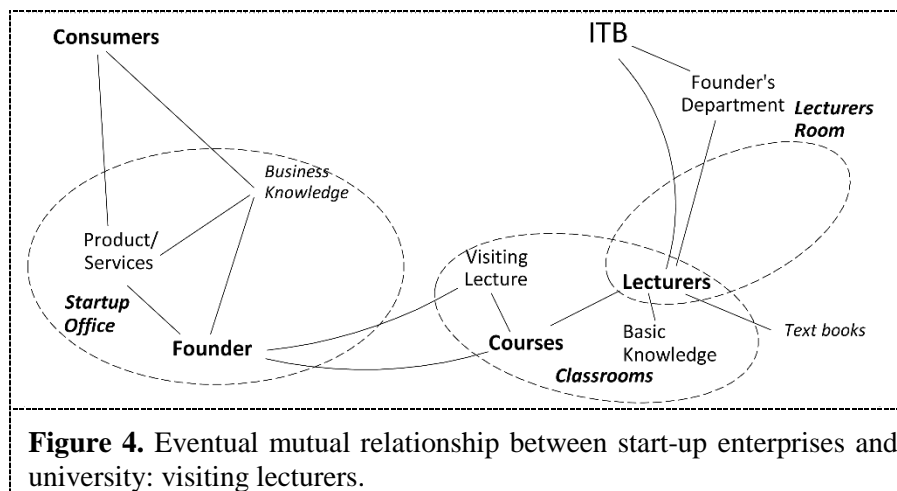 Consumers
ITB
Founder's
Department
Lecturers
Room
Business
Knowledge
Product/
Services
Visiting
Lecture
Lecturers
Startup
Office
Founder
Courses
Basic
Knowledge
Text books
Classrooms
Figure 4. Eventual mutual relationship between start-up enterprises and
university: visiting lecturers.